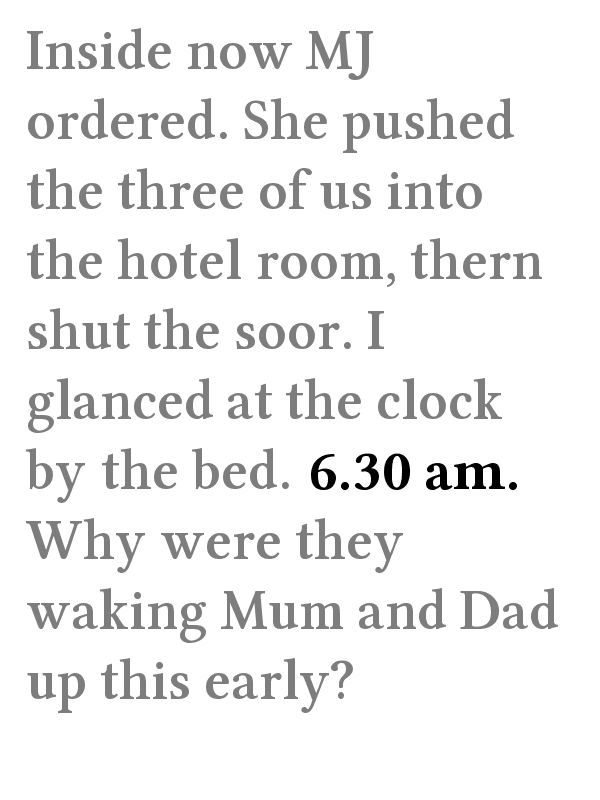 Inside now MJ
ordered. She pushed
the three of us into
the hotel room, thern
shut the soor. I
glanced at the clock
by the bed. 6.30 am.
Why were they
waking Mum and Dad
up this early?